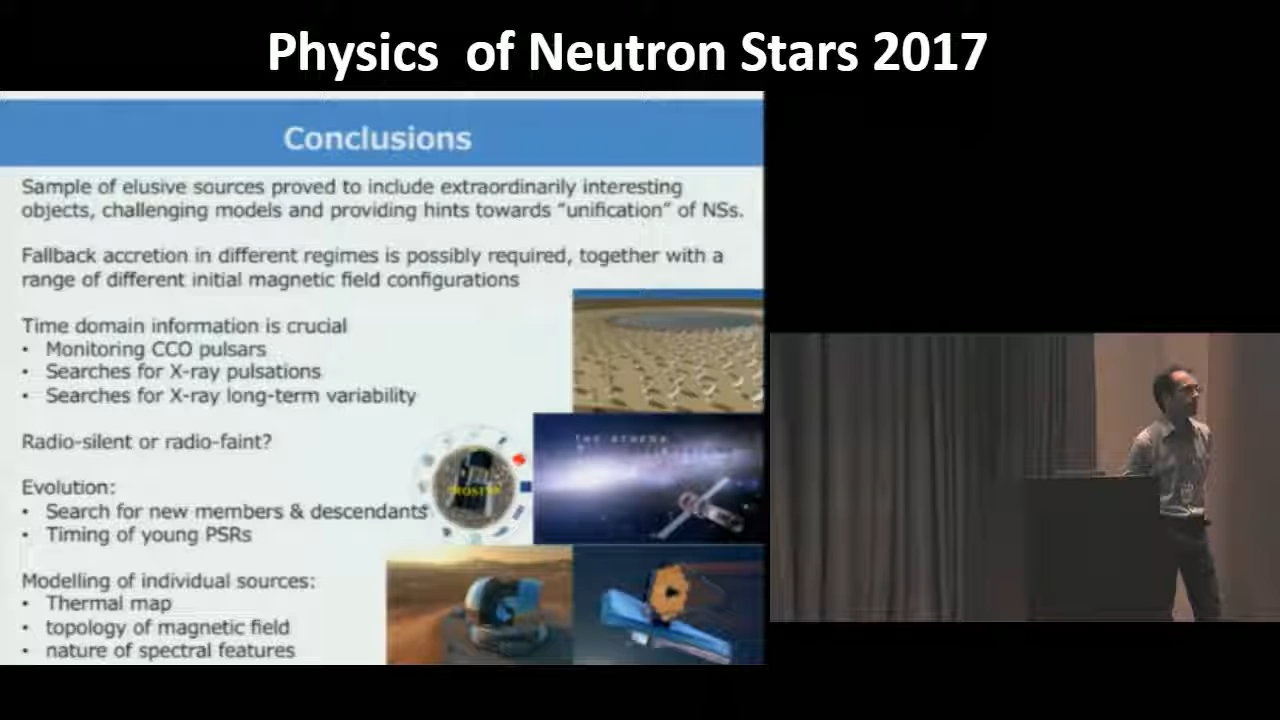 Physics of Neutron Stars 2017
Conclusions
Sample of elusive sources proved to include extraordinarily interesting
objects, challenging models and providing hints towards “unification” of NSs.
Fallback accretion in different regimes is possibly required, together with a
range of different initial magnetic field configurations
Time domain information is crucial
• Monitoring CCO pulsars
• Searches for X-ray pulsations
• Searches for X-ray long-term variability
Radio-silent or radio-faint?
Evolution:
• Search for new members & descendants
• Timing of young PSRs
Modelling of individual sources:
• Thermal map
• topology of magnetic field
• nature of spectral features
THE ATHENA